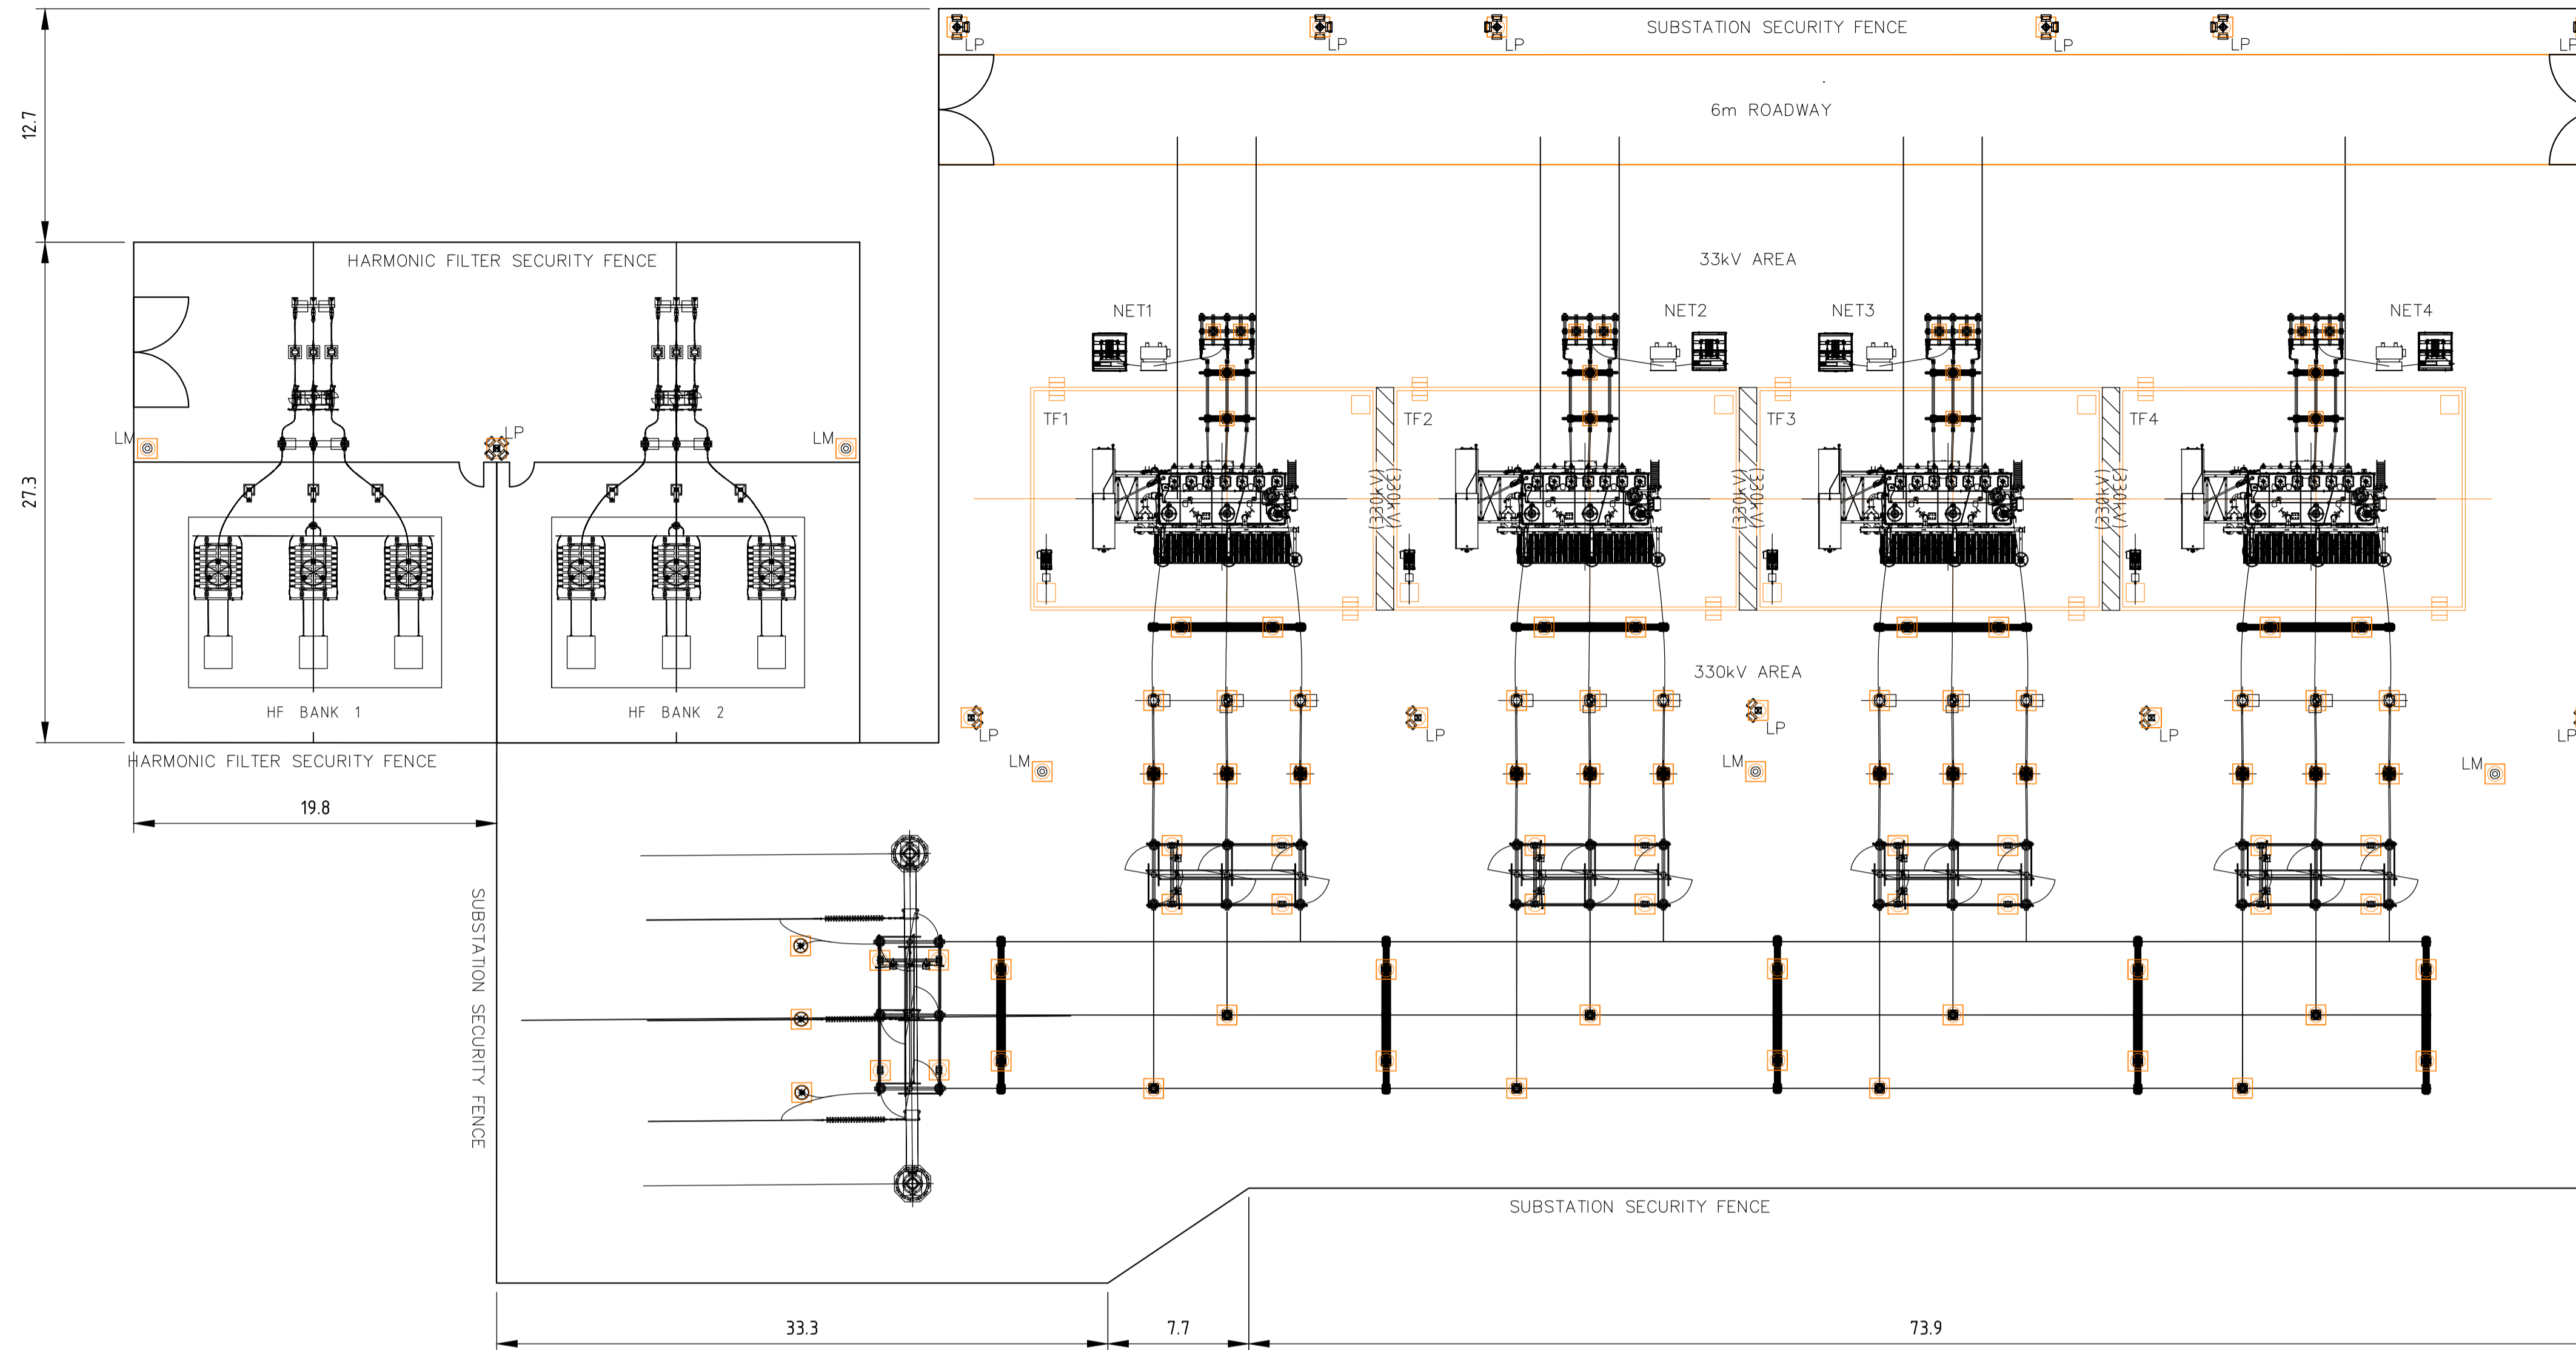 SUBSTATION SECURITY FENCE
LP
LP
LP
LP
LP
LP
12.7
6m ROADWAY
HARMONIC FILTER SECURITY FENCE
33kV AREA
NET1
NET2
NET3
NET4
TF1
TF2
TF3
TF4
LM
LP
LM
27.3
(330kV)
(330kV)
(330kV)
(330kV)
(330kV)
(330kV)
330kV AREA
HF BANK 1
HF BANK 2
LP
LP
LP
LP
LP
HARMONIC FILTER SECURITY FENCE
LM
LM
LM
19.8
SUBSTATION SECURITY FENCE
SUBSTATION SECURITY FENCE
33.3
7.7
73.9